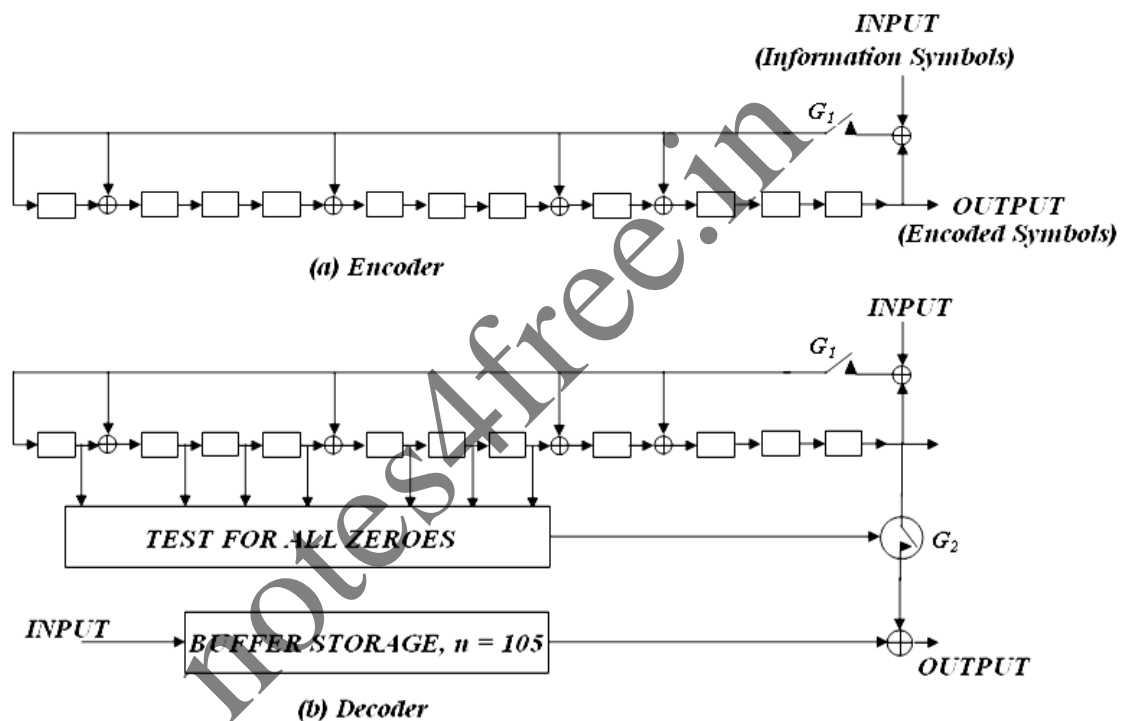 INPUT
(Information Symbols)
G1
OUTPUT
(Encoded Symbols)
(a) Encoder
INPUT
G1
TEST FOR ALL ZEROES
G2
INPUT
BUFFER STORAGE, n = 105
OUTPUT
(b) Decoder
notes4free.in